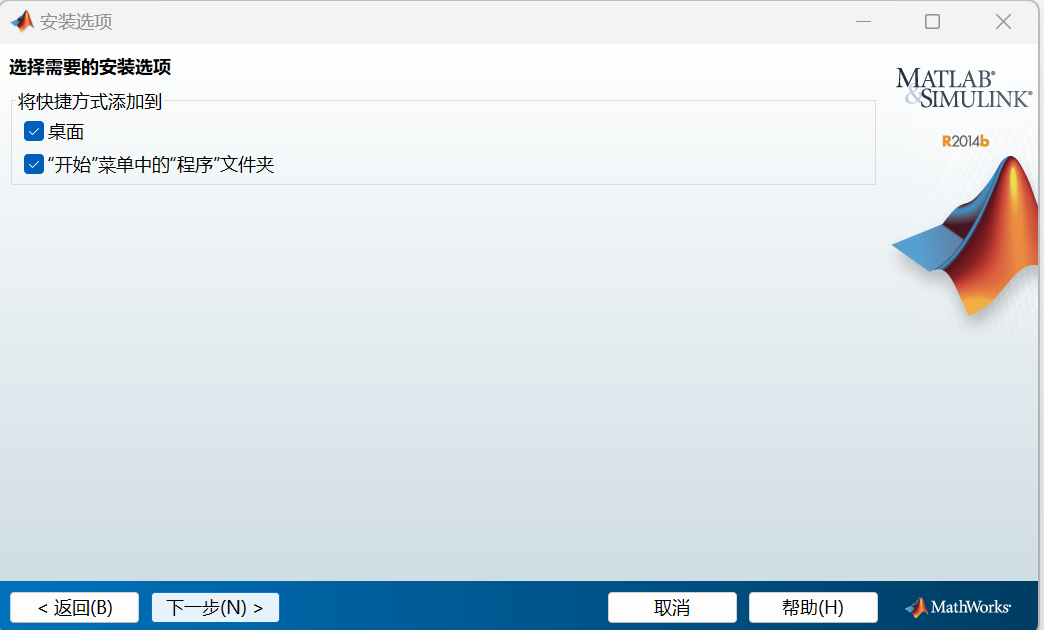 安装选项
选择需要的安装选项
将快捷方式添加到
桌面
“开始”菜单中的“程序”文件夹
MATLAB®
&SIMULINK®
R2014b
< 返回(B)
下一步(N) >
取消
帮助(H)
MathWorks®